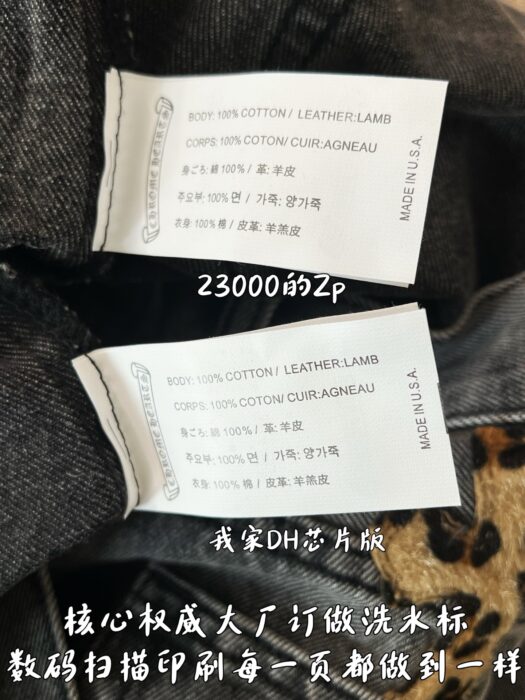 CHROME HEARTS
BODY: 100% COTTON / LEATHER:LAMB
CORPS: 100% COTON/ CUIR:AGNEAU
身ごろ: 綿 100% / 革: 羊皮
주요부: 100% 면 / 가죽: 양가죽
衣身: 100% 棉 / 皮革: 羊羔皮
MADE IN U.S.A.
23000的Zp
CHROME HEARTS
BODY: 100% COTTON / LEATHER:LAMB
CORPS: 100% COTON/ CUIR:AGNEAU
身ごろ: 綿 100% / 革: 羊皮
주요부: 100% 면 / 가죽: 양가죽
衣身: 100% 棉 / 皮革: 羊羔皮
MADE IN U.S.A.
我家DH芯片版
核心权威大厂订做洗水标
数码扫描印刷每一页都做到一样